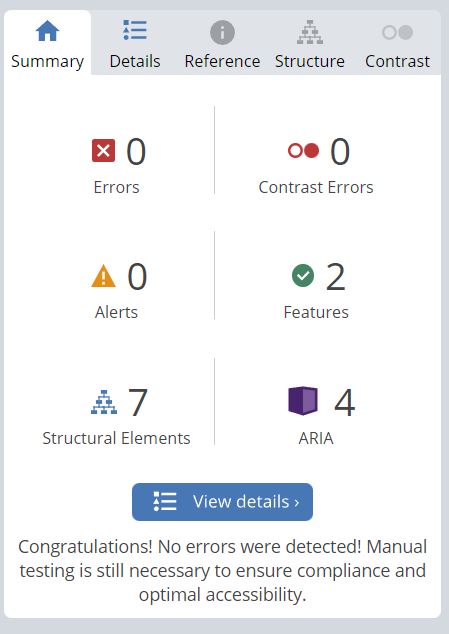 Summary Details Reference Structure Contrast
0 0
Errors Contrast Errors
0 2
Alerts Features
7 4
Structural Elements ARIA
View details ›
Congratulations! No errors were detected! Manual
testing is still necessary to ensure compliance and
optimal accessibility.